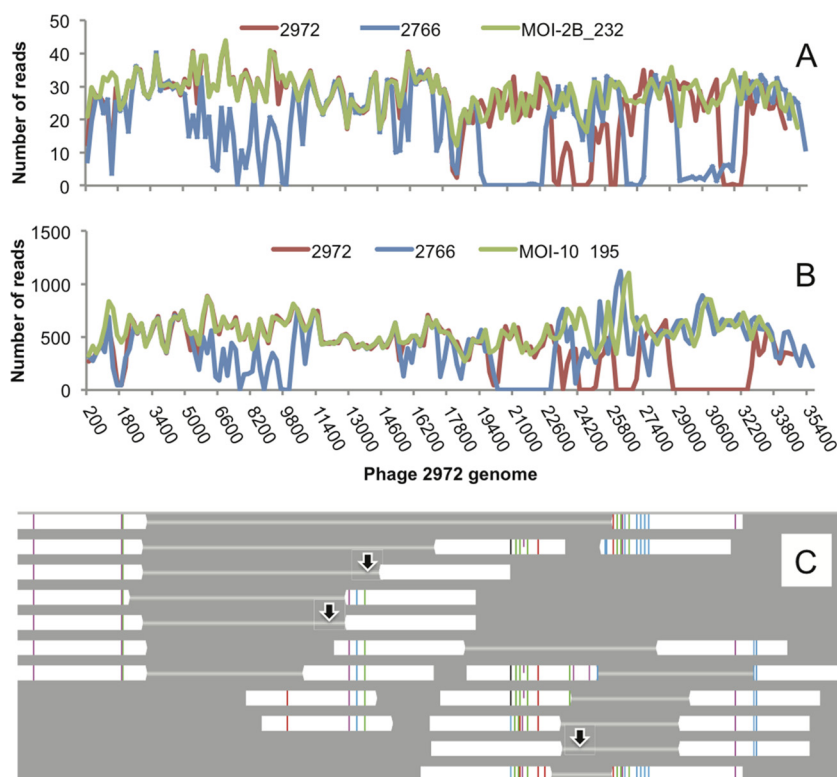 2972 2766 MOI-2B_232
A
Number of reads
50
40
30
20
10
0
2972 2766 MOI-10 195
B
Number of reads
1500
1000
500
0
200 1800 3400 5000 6600 8200 9800 11400 13000 14600 16200 17800 19400 21000 22600 24200 25800 27400 29000 30600 32200 33800 35400
Phage 2972 genome
C